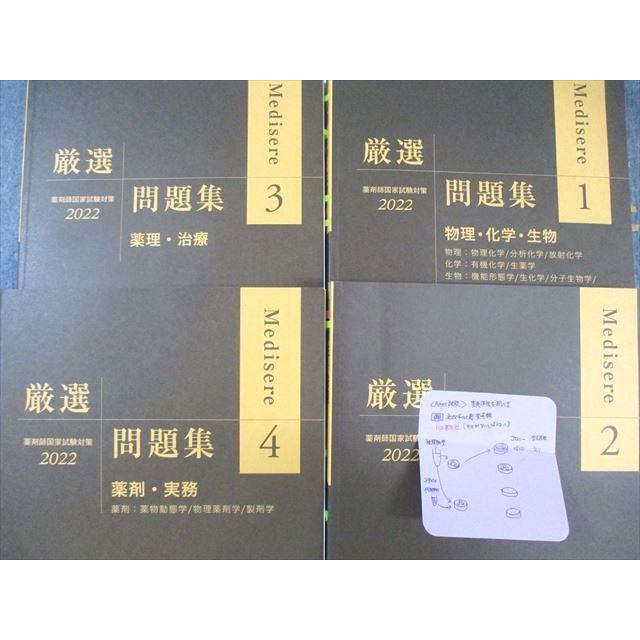 厳選
薬剤師国家試験対策
2022
問題集
3
Medisere
薬理・治療
厳選
薬剤師国家試験対策
2022
問題集
1
Medisere
物理・化学・生物
物理：物理化学/分析化学/放射化学
化学：有機化学/生薬学
生物：機能形態学/生化学/分子生物学/
厳選
薬剤師国家試験対策
2022
問題集
4
Medisere
薬剤・実務
薬剤：薬物動態学/物理薬剤学/製剤学
厳選
薬剤師国家試験対策
2022
2
Medisere